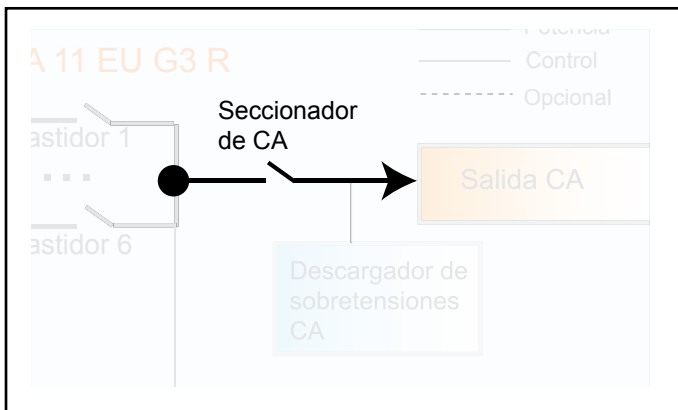 Potencia
A 11 EU G3 R
Control
Opcional
Seccionador
de CA
astidor 1
...
Salida CA
astidor 6
Descargador de
sobretensiones
CA